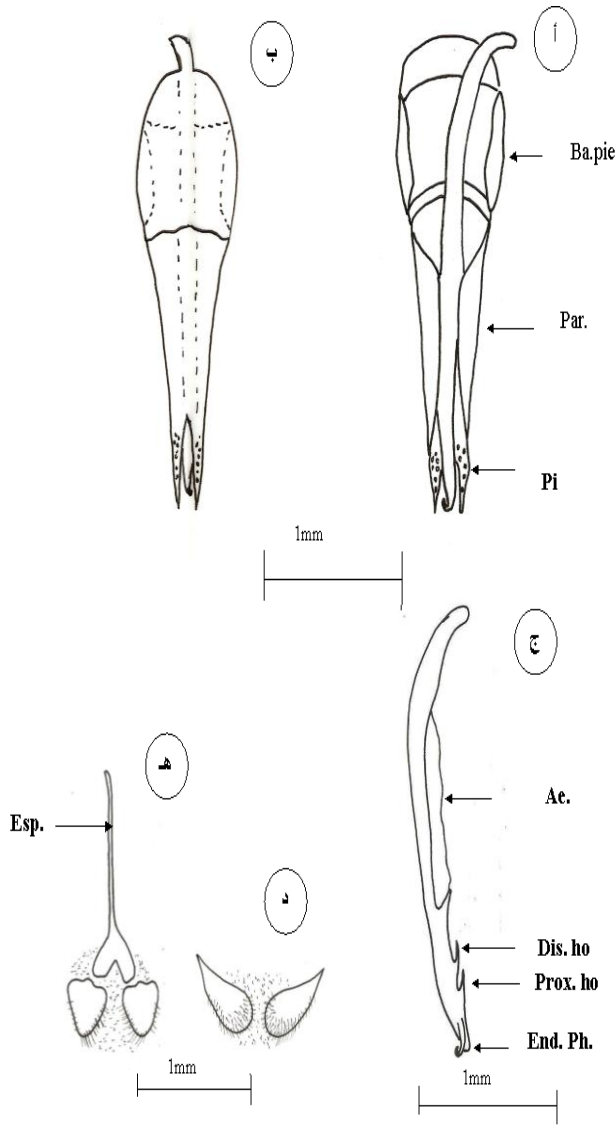 أ
ب
Ba.pie
Par.
Pi
1mm
ج
هـ
Esp.
Ae.
د
Dis. ho
Prox. ho
End. Ph.
1mm
1mm